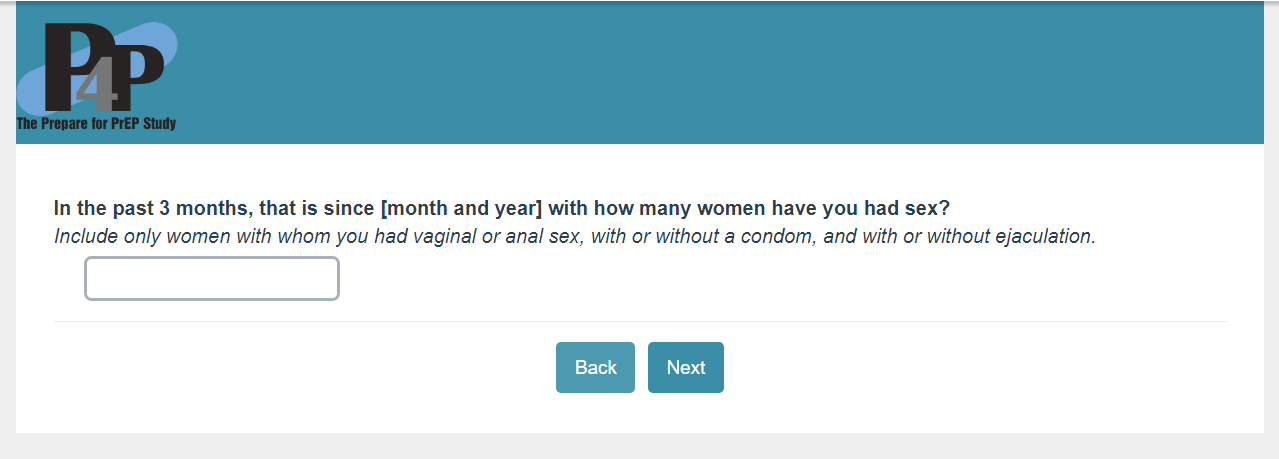 P4P
The Prepare for PrEP Study
In the past 3 months, that is since [month and year] with how many women have you had sex?
Include only women with whom you had vaginal or anal sex, with or without a condom, and with or without ejaculation.
Back Next